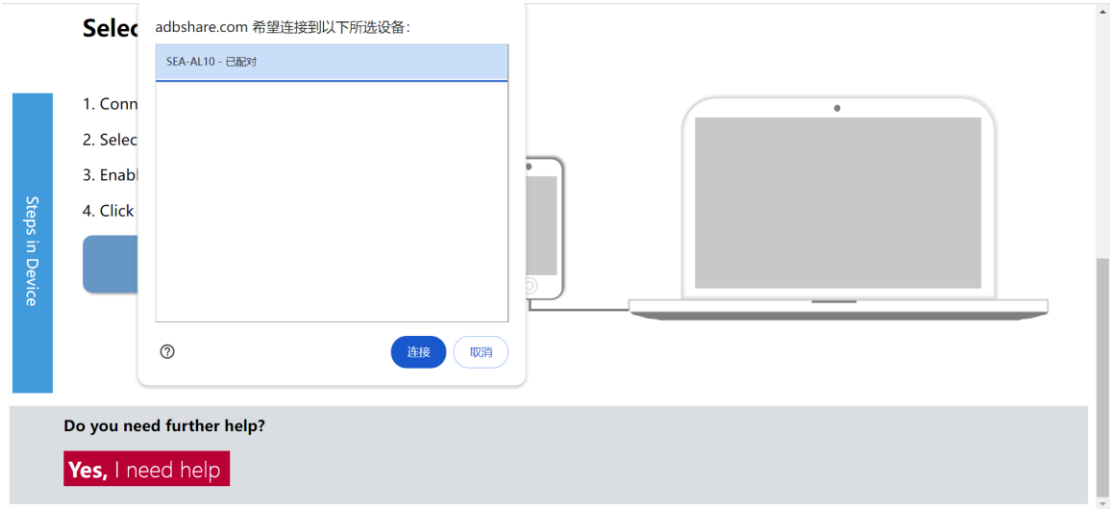 Selec
adbshare.com 希望连接到以下所选设备：
SEA-AL10 - 已配对
1. Conn
2. Selec
3. Enabl
4. Click
Steps in Device
连接
取消
Do you need further help?
Yes, I need help